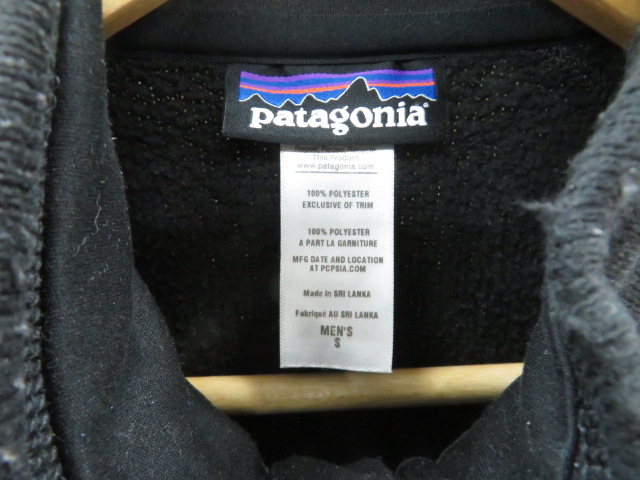 patagonia®
This Product
www.patagonia.com
100% POLYESTER
EXCLUSIVE OF TRIM
100% POLYESTER
A PART LA GARNITURE
MFG DATE AND LOCATION
AT PCPSIA.COM
Made in SRI LANKA
Fabriqué AU SRI LANKA
MEN'S
S